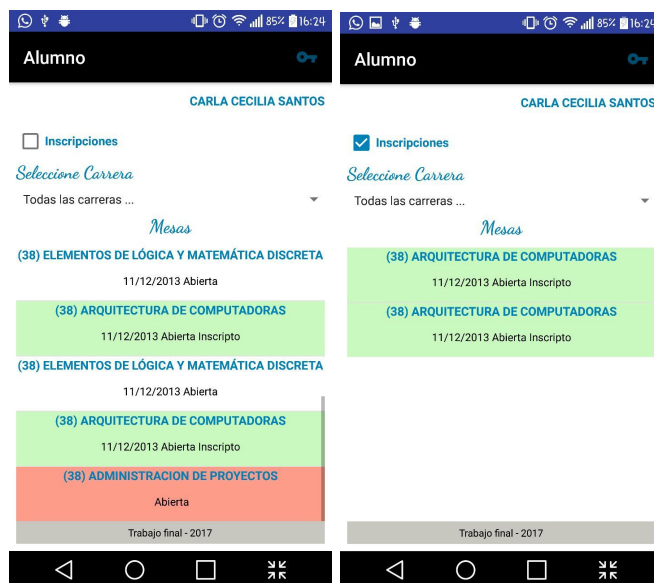 85% 16:24
Alumno
CARLA CECILIA SANTOS
Inscripciones
Seleccione Carrera
Todas las carreras ...
Mesas
(38) ELEMENTOS DE LÓGICA Y MATEMÁTICA DISCRETA
11/12/2013 Abierta
(38) ARQUITECTURA DE COMPUTADORAS
11/12/2013 Abierta Inscripto
(38) ELEMENTOS DE LÓGICA Y MATEMÁTICA DISCRETA
11/12/2013 Abierta
(38) ARQUITECTURA DE COMPUTADORAS
11/12/2013 Abierta Inscripto
(38) ADMINISTRACION DE PROYECTOS
Abierta
Trabajo final - 2017
85% 16:24
Alumno
CARLA CECILIA SANTOS
Inscripciones
Seleccione Carrera
Todas las carreras ...
Mesas
(38) ARQUITECTURA DE COMPUTADORAS
11/12/2013 Abierta Inscripto
(38) ARQUITECTURA DE COMPUTADORAS
11/12/2013 Abierta Inscripto
Trabajo final - 2017